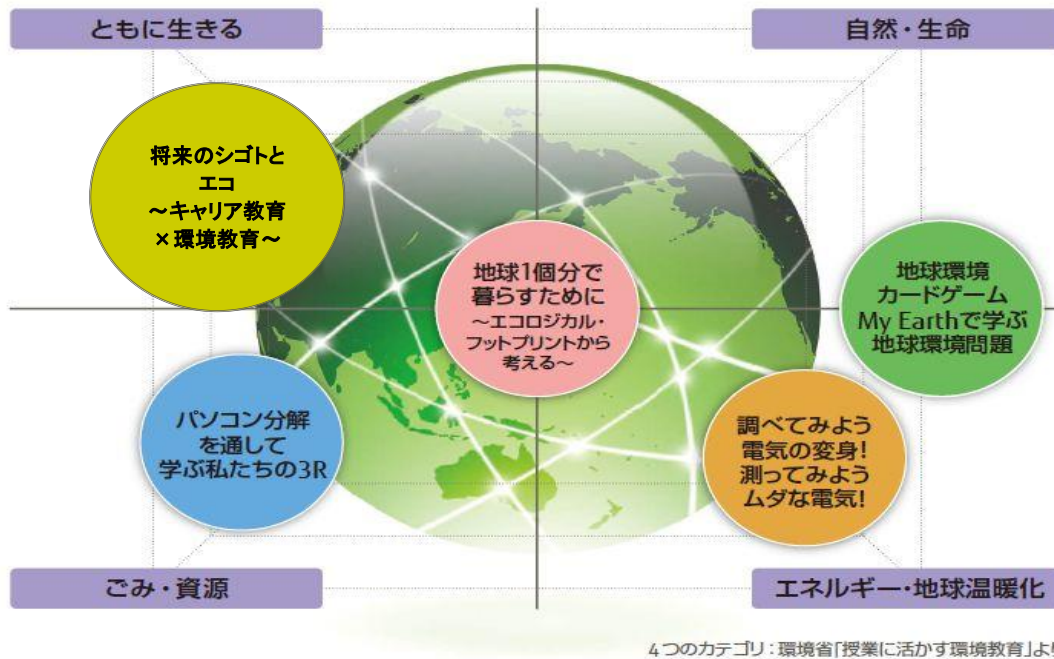 ともに生きる
自然・生命
将来のシゴトと
エコ
～キャリア教育
×環境教育～
地球1個分で
暮らすために
～エコロジカル・
フットプリントから
考える～
地球環境
カードゲーム
My Earthで学ぶ
地球環境問題
パソコン分解
を通して
学ぶ私たちの3R
調べてみよう
電気の変身！
測ってみよう
ムダな電気！
ごみ・資源
エネルギー・地球温暖化
4つのカテゴリ：環境省「授業に活かす環境教育」よ